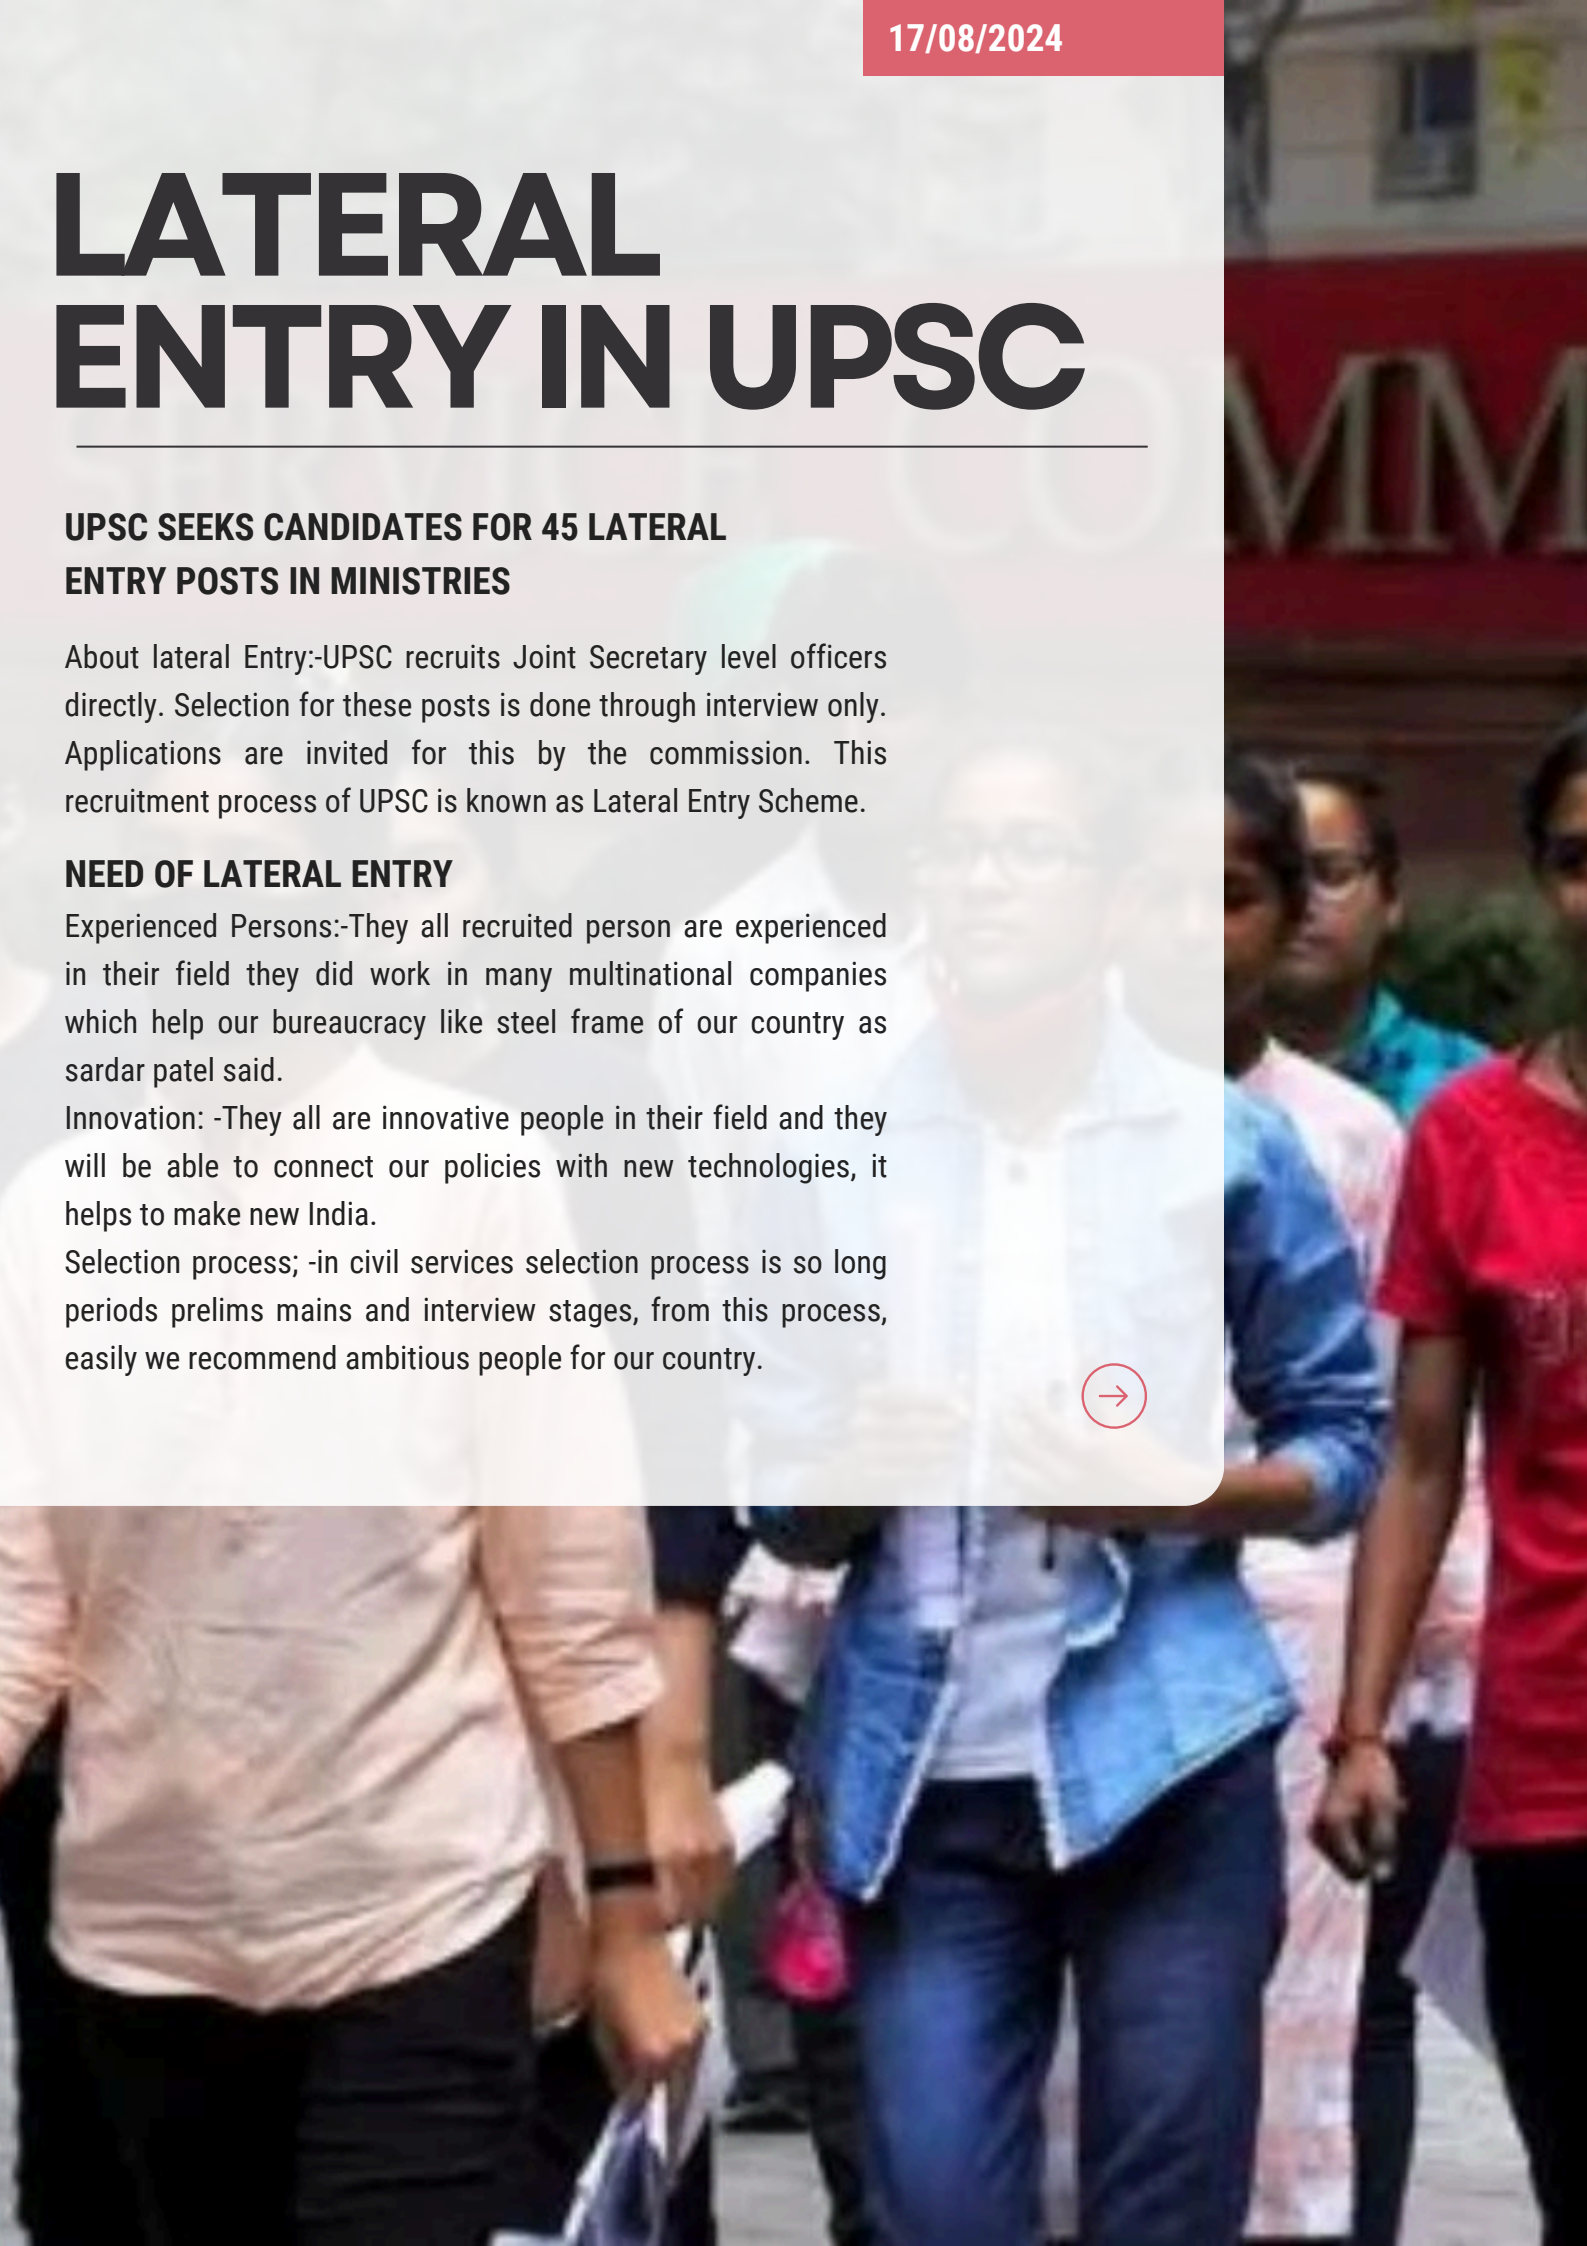 17/08/2024
LATERAL
ENTRY IN UPSC
UPSC SEEKS CANDIDATES FOR 45 LATERAL
ENTRY POSTS IN MINISTRIES
About lateral Entry:-UPSC recruits Joint Secretary level officers
directly. Selection for these posts is done through interview only.
Applications are invited for this by the commission. This
recruitment process of UPSC is known as Lateral Entry Scheme.
NEED OF LATERAL ENTRY
Experienced Persons:-They all recruited person are experienced
in their field they did work in many multinational companies
which help our bureaucracy like steel frame of our country as
sardar patel said.
Innovation: -They all are innovative people in their field and they
will be able to connect our policies with new technologies, it
helps to make new India.
Selection process; -in civil services selection process is so long
periods prelims mains and interview stages, from this process,
easily we recommend ambitious people for our country.
SERVICE COMM